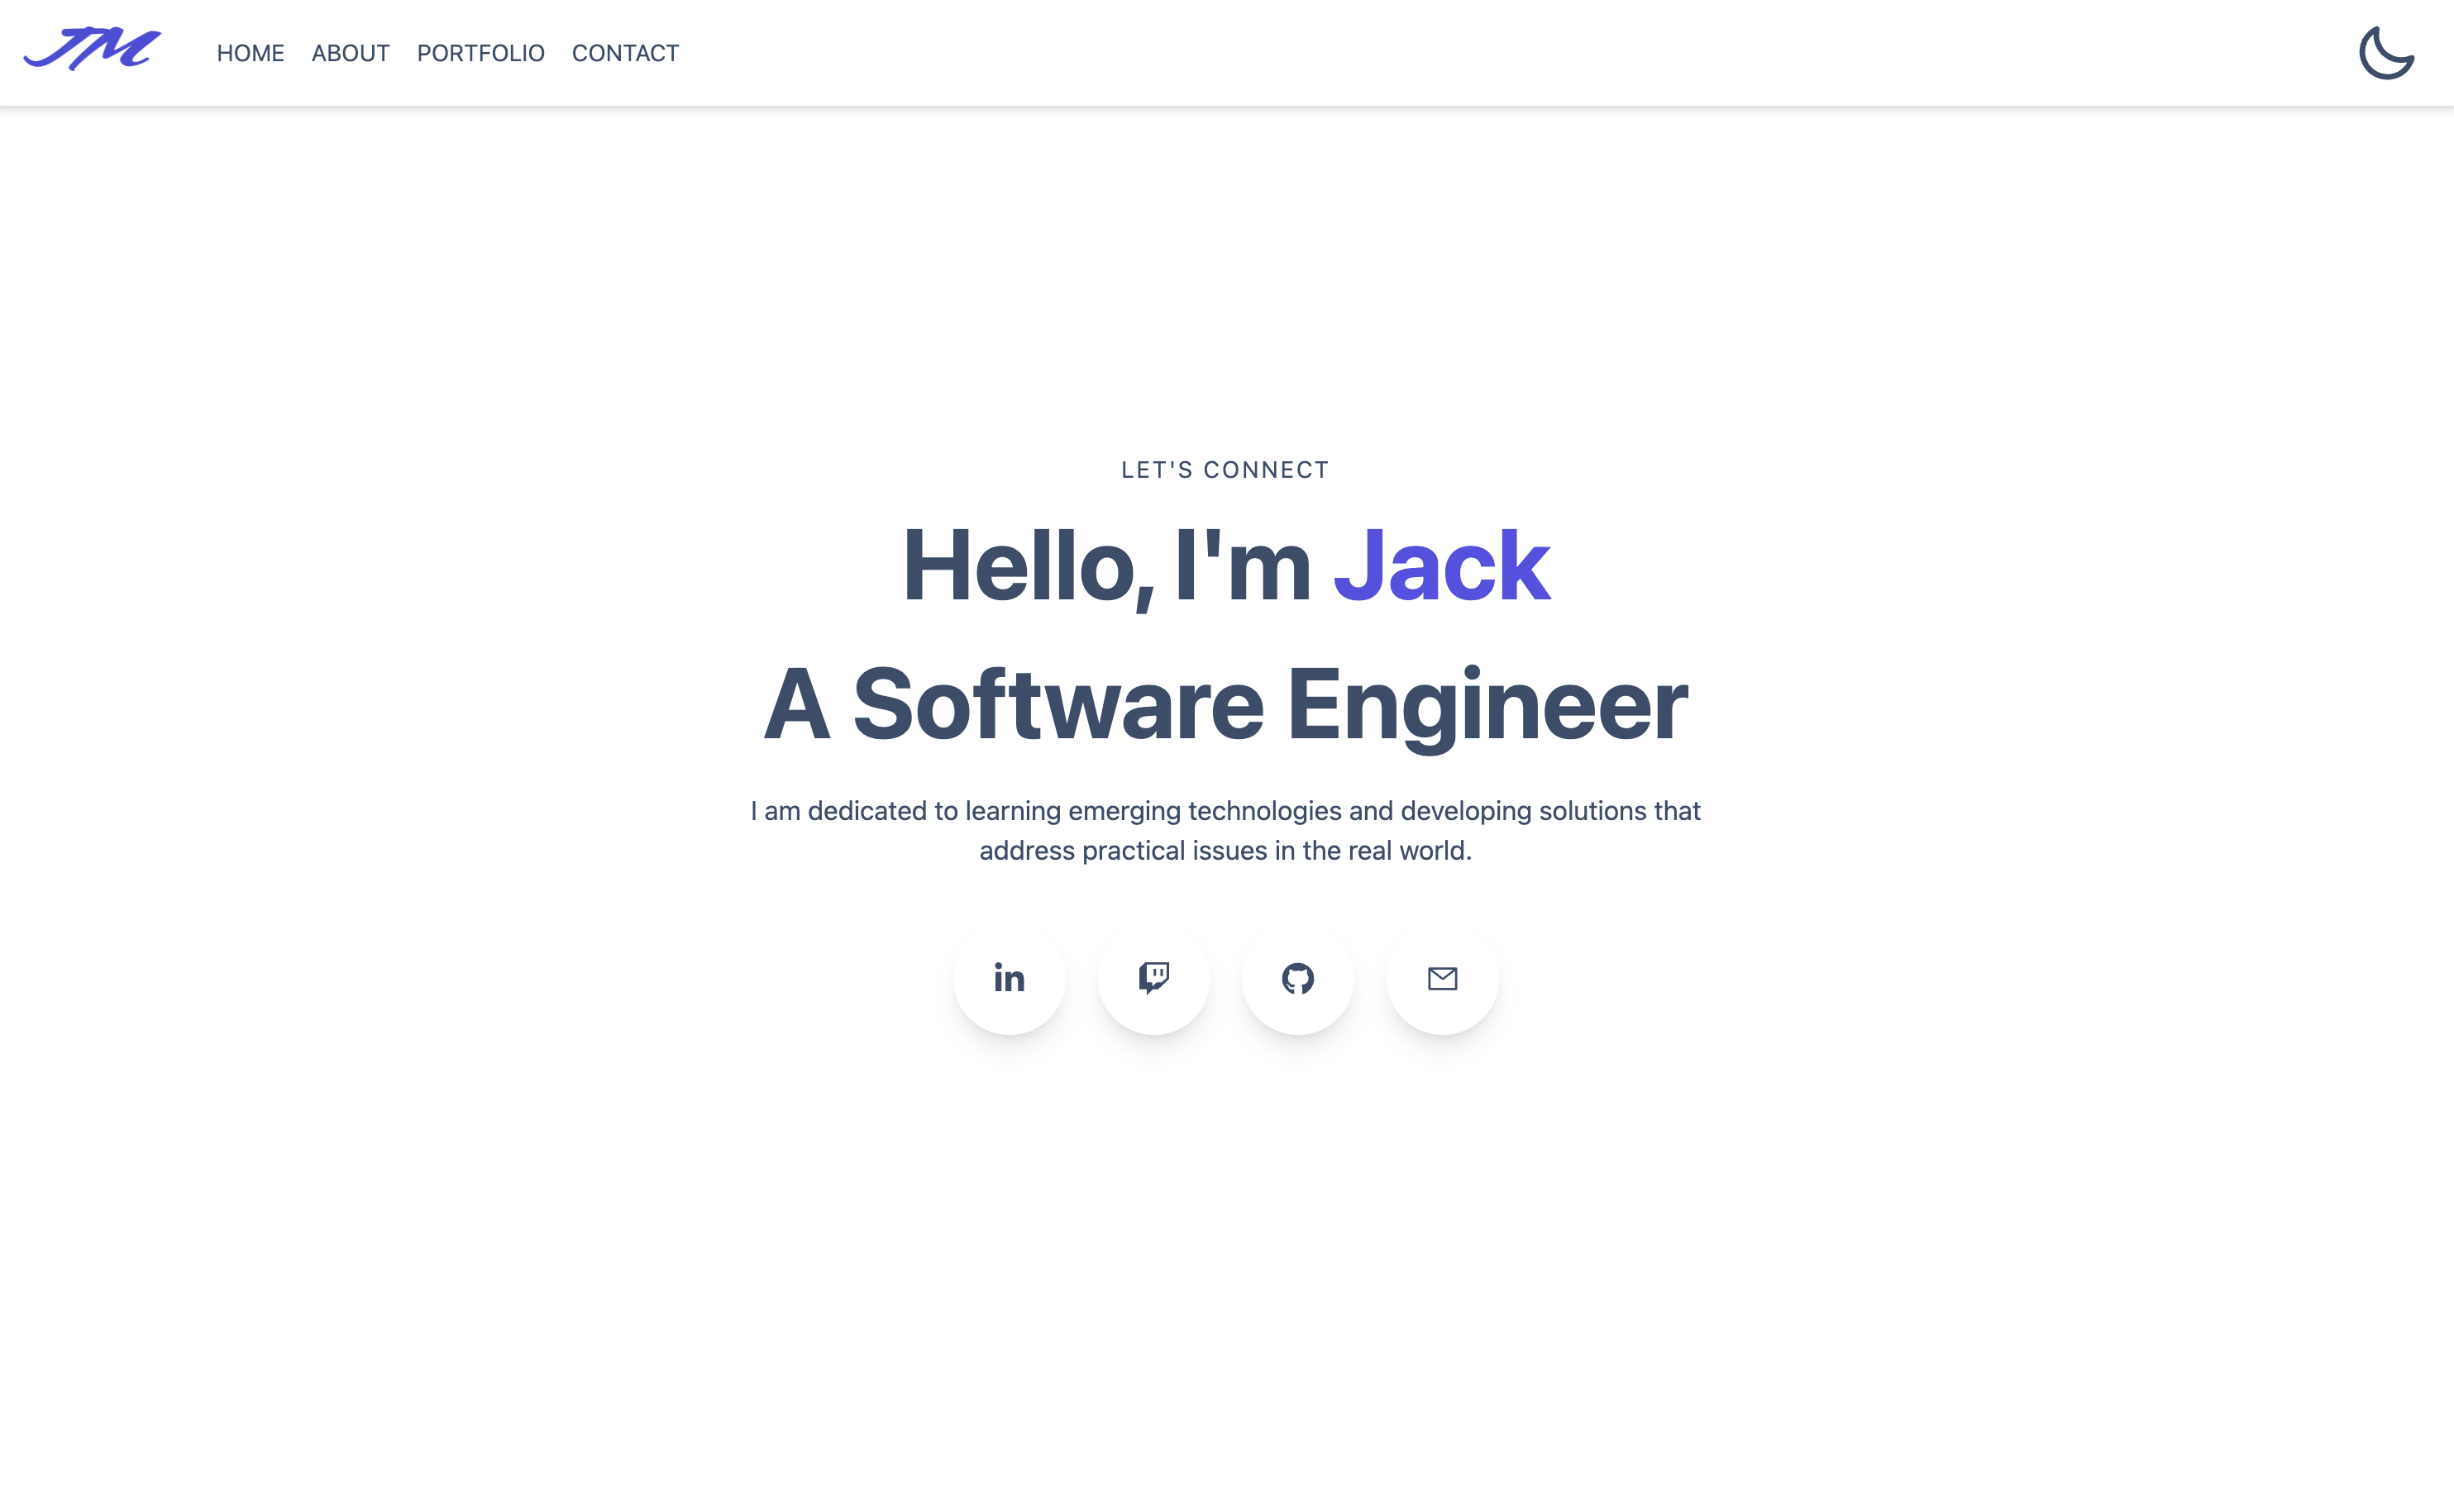 JM
HOME ABOUT PORTFOLIO CONTACT
LET'S CONNECT
Hello, I'm Jack
A Software Engineer
I am dedicated to learning emerging technologies and developing solutions that
address practical issues in the real world.
in